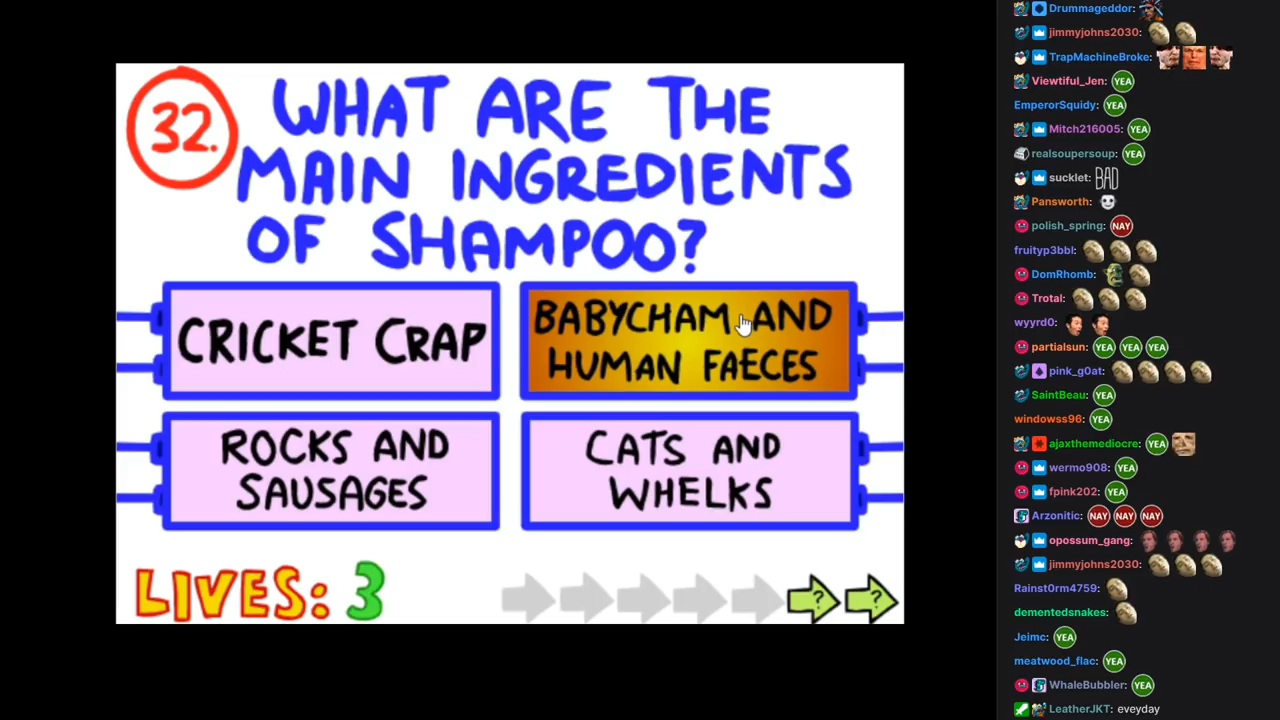 32.
WHAT ARE THE
MAIN INGREDIENTS
OF SHAMPOO?
CRICKET CRAP
BABYCHAM AND
HUMAN FAECES
ROCKS AND
SAUSAGES
CATS AND
WHELKS
LIVES: 3
? ?
Drummageddor:
jimmyjohns2030:
TrapMachineBroke:
Viewtiful_Jen: YEA
EmperorSquidy: YEA
Mitch216005: YEA
realsoupersoup: YEA
sucklet: BAD
Pansworth:
polish_spring: NAY
fruityp3bbl:
DomRhomb:
Trotal:
wyyrd0:
partialsun: YEA YEA YEA
pink_g0at:
SaintBeau: YEA
windowss96: YEA
ajaxthemediocre: YEA
wermo908: YEA
fpink202: YEA
Arzonitic: NAY NAY NAY
opossum_gang:
jimmyjohns2030:
Rainst0rm4759:
dementedsnakes:
Jeimc: YEA
meatwood_flac: YEA
WhaleBubbler: YEA
LeatherJKT: eveyday